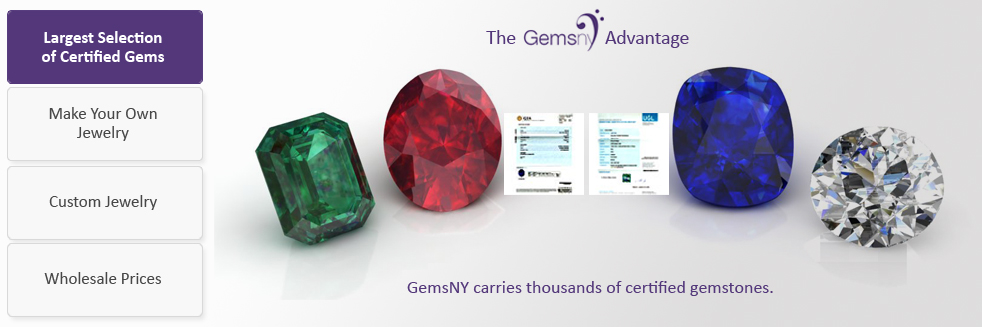 Largest Selection
of Certified Gems
Make Your Own
Jewelry
Custom Jewelry
Wholesale Prices
The Gemsny Advantage
USL
GemsNY carries thousands of certified gemstones.